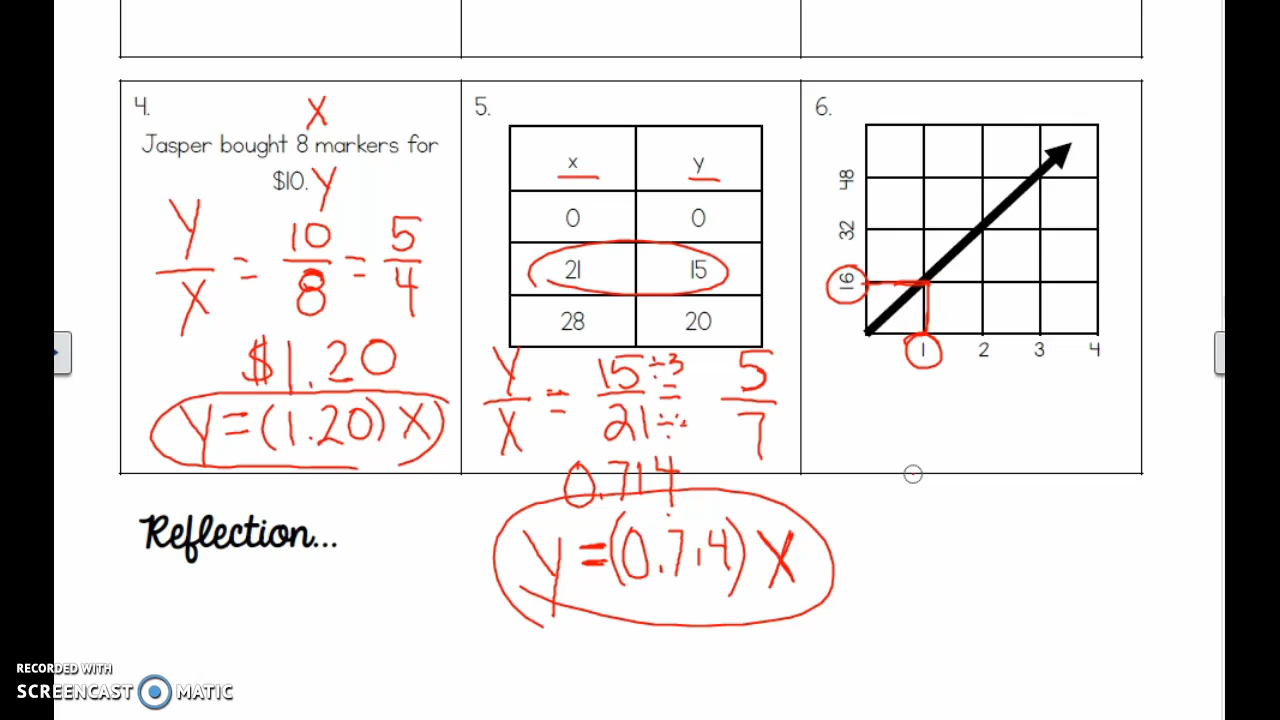 4.
X
Jasper bought 8 markers for
$10. Y
Y/X = 10/8 = 5/4
$1.20
Y=(1.20)X
5.
x y
0 0
21 15
28 20
Y/X = 15÷3/21÷ = 5/7
0.714
Y=(0.714)X
6.
48
32
16
1 2 3 4
Reflection...
RECORDED WITH
SCREENCAST MATIC